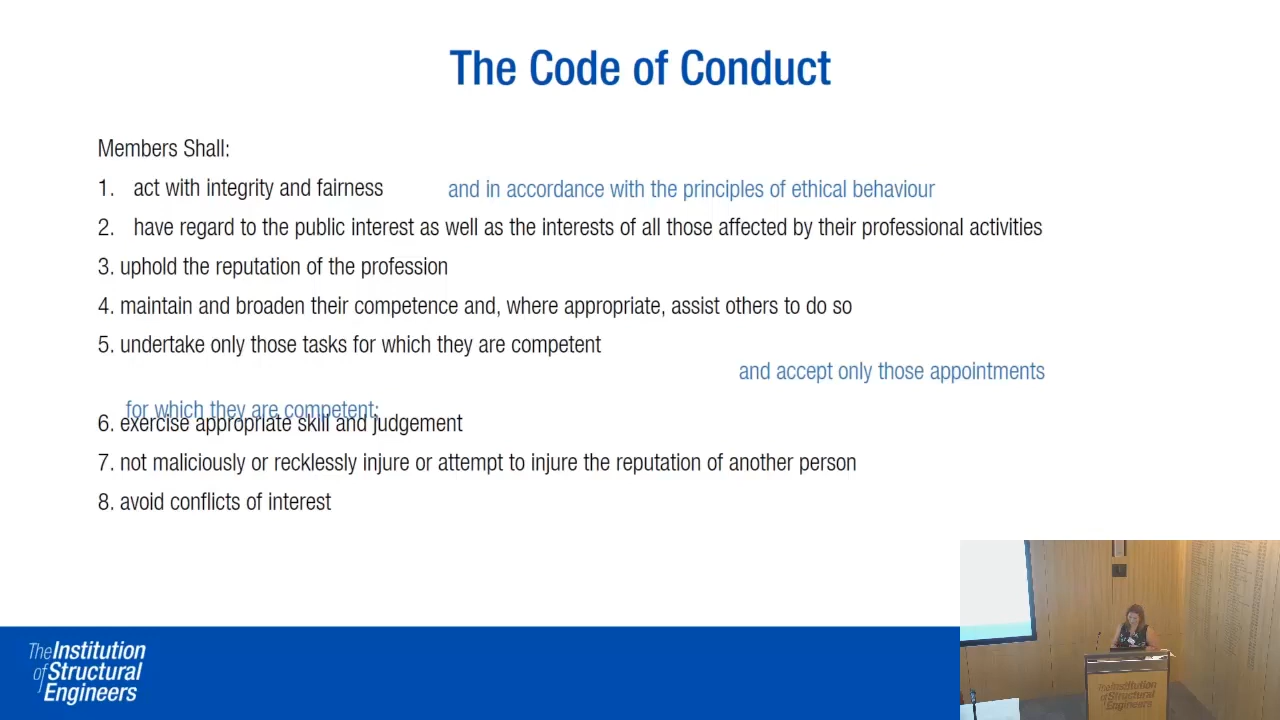 The Code of Conduct
Members Shall:
1. act with integrity and fairness and in accordance with the principles of ethical behaviour
2. have regard to the public interest as well as the interests of all those affected by their professional activities
3. uphold the reputation of the profession
4. maintain and broaden their competence and, where appropriate, assist others to do so
5. undertake only those tasks for which they are competent
and accept only those appointments
for which they are competent;
6. exercise appropriate skill and judgement
7. not maliciously or recklessly injure or attempt to injure the reputation of another person
8. avoid conflicts of interest
The Institution
of Structural
Engineers
The Institution
of Structural
Engineers